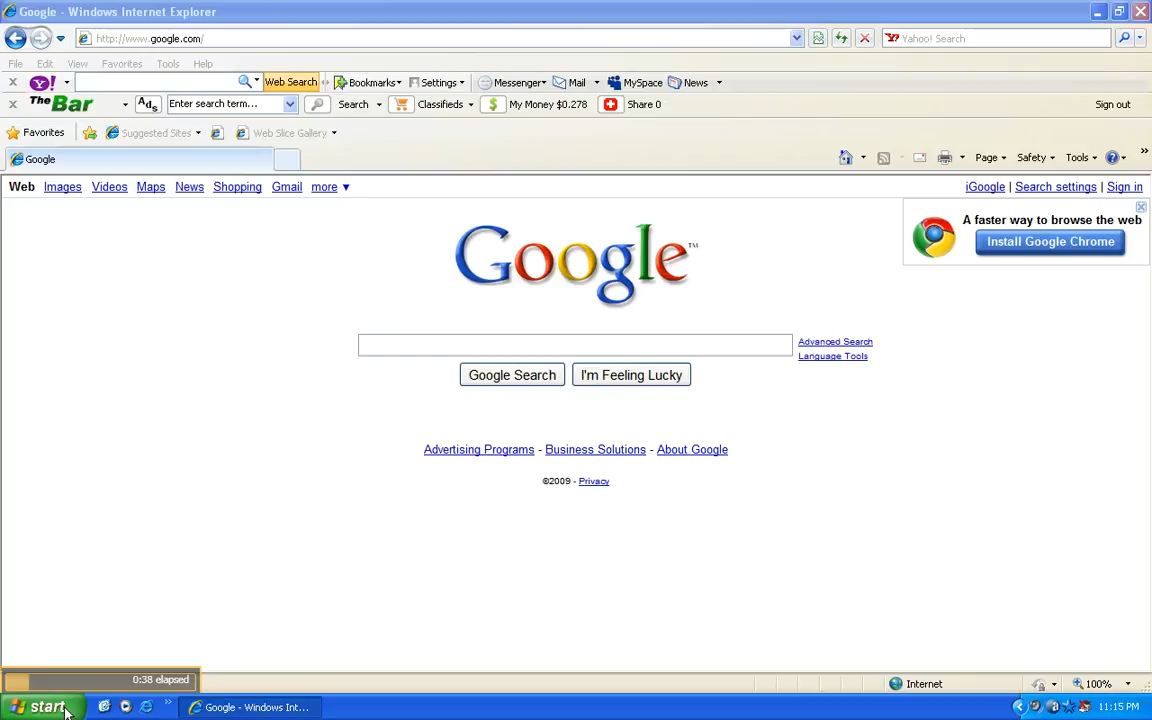 Google - Windows Internet Explorer
http://www.google.com/
Yahoo! Search
File Edit View Favorites Tools Help
Y! Web Search Bookmarks Settings Messenger Mail MySpace News
The Bar Ads Enter search term... Search Classifieds $ My Money $0.278 Share 0 Sign out
Favorites Suggested Sites Web Slice Gallery
Google Page Safety Tools
Web Images Videos Maps News Shopping Gmail more ▼ iGoogle | Search settings | Sign in
A faster way to browse the web
Install Google Chrome
Google™
Advanced Search
Language Tools
Google Search I'm Feeling Lucky
Advertising Programs - Business Solutions - About Google
©2009 - Privacy
0:38 elapsed
Internet 100%
start Google - Windows Int... 11:15 PM